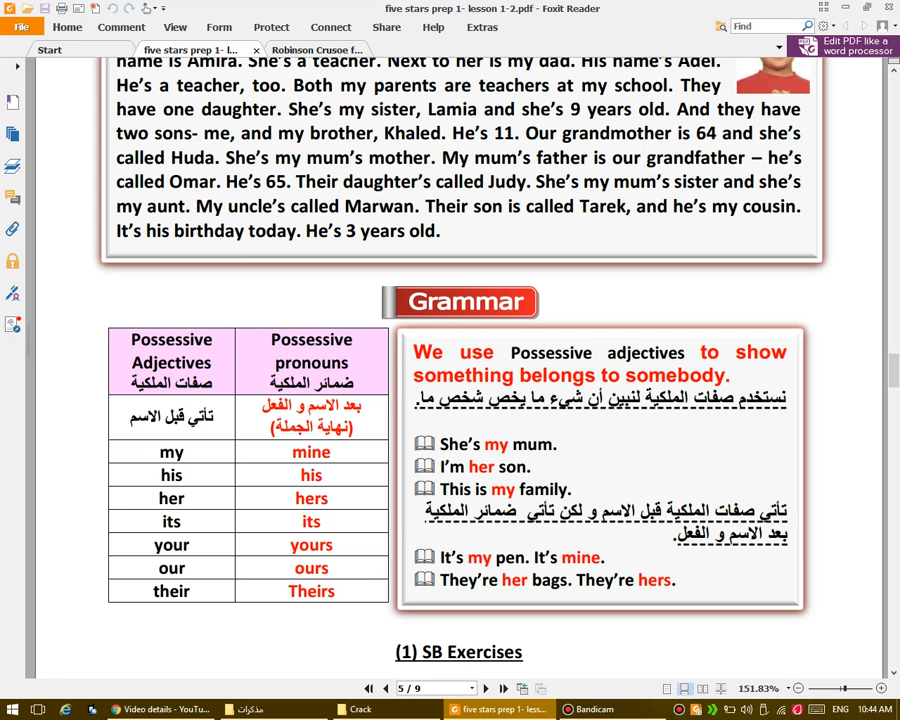 five stars prep 1- lesson 1-2.pdf - Foxit Reader
File Home Comment View Form Protect Connect Share Help Extras
Find
Start
five stars prep 1- l...
Robinson Crusoe f...
Edit PDF like a
word processor
name is Amira. She's a teacher. Next to her is my dad. His name's Adel.
He's a teacher, too. Both my parents are teachers at my school. They
have one daughter. She's my sister, Lamia and she's 9 years old. And they have
two sons- me, and my brother, Khaled. He's 11. Our grandmother is 64 and she's
called Huda. She's my mum's mother. My mum's father is our grandfather – he's
called Omar. He's 65. Their daughter's called Judy. She's my mum's sister and she's
my aunt. My uncle's called Marwan. Their son is called Tarek, and he's my cousin.
It's his birthday today. He's 3 years old.
Grammar
Possessive Adjectives صفات الملكية
Possessive pronouns ضمائر الملكية
تأتي قبل الاسم
بعد الاسم و الفعل (نهاية الجملة)
my mine
his his
her hers
its its
your yours
our ours
their Theirs
We use Possessive adjectives to show
something belongs to somebody.
نستخدم صفات الملكية لنبين أن شيء ما يخص شخص ما.
She's my mum.
I'm her son.
This is my family.
تأتي صفات الملكية قبل الاسم و لكن تأتي ضمائر الملكية
بعد الاسم و الفعل.
It's my pen. It's mine.
They're her bags. They're hers.
(1) SB Exercises
5 / 9
151.83%
Video details - YouTu...
مذكرات
Crack
five stars prep 1- less...
Bandicam
ENG
10:44 AM